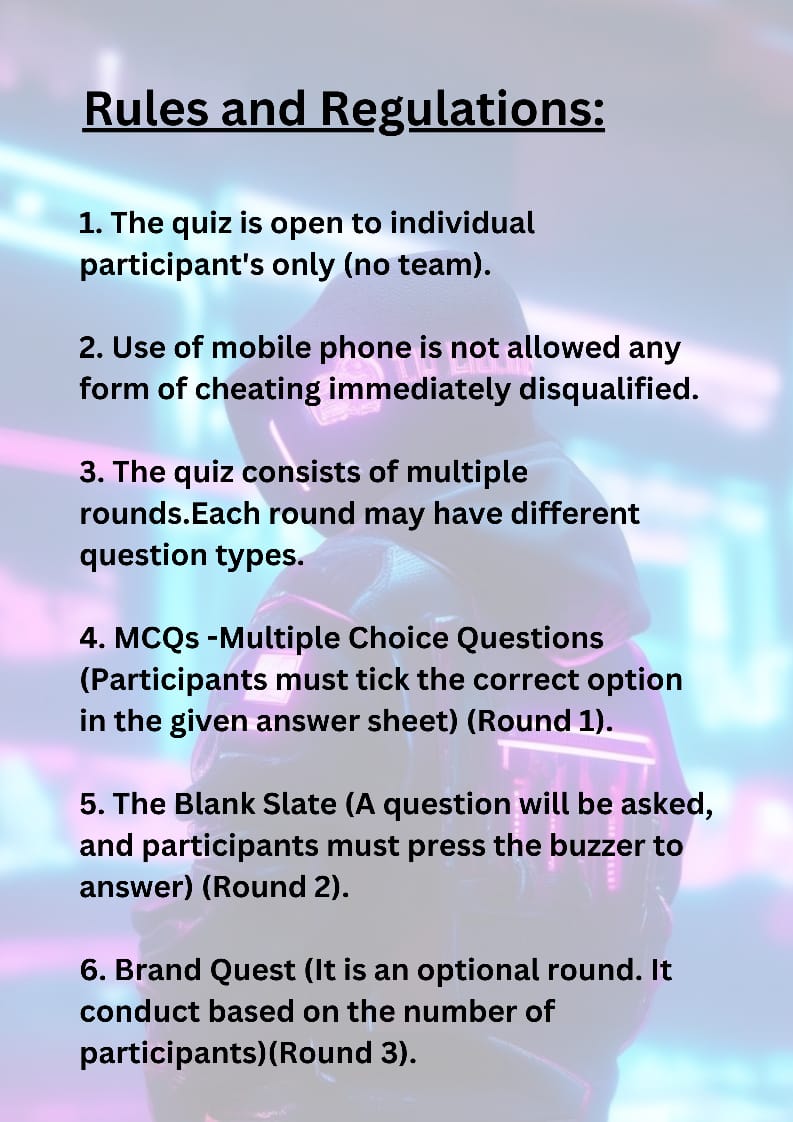 Rules and Regulations:
1. The quiz is open to individual
participant's only (no team).
2. Use of mobile phone is not allowed any
form of cheating immediately disqualified.
3. The quiz consists of multiple
rounds.Each round may have different
question types.
4. MCQs -Multiple Choice Questions
(Participants must tick the correct option
in the given answer sheet) (Round 1).
5. The Blank Slate (A question will be asked,
and participants must press the buzzer to
answer) (Round 2).
6. Brand Quest (It is an optional round. It
conduct based on the number of
participants)(Round 3).